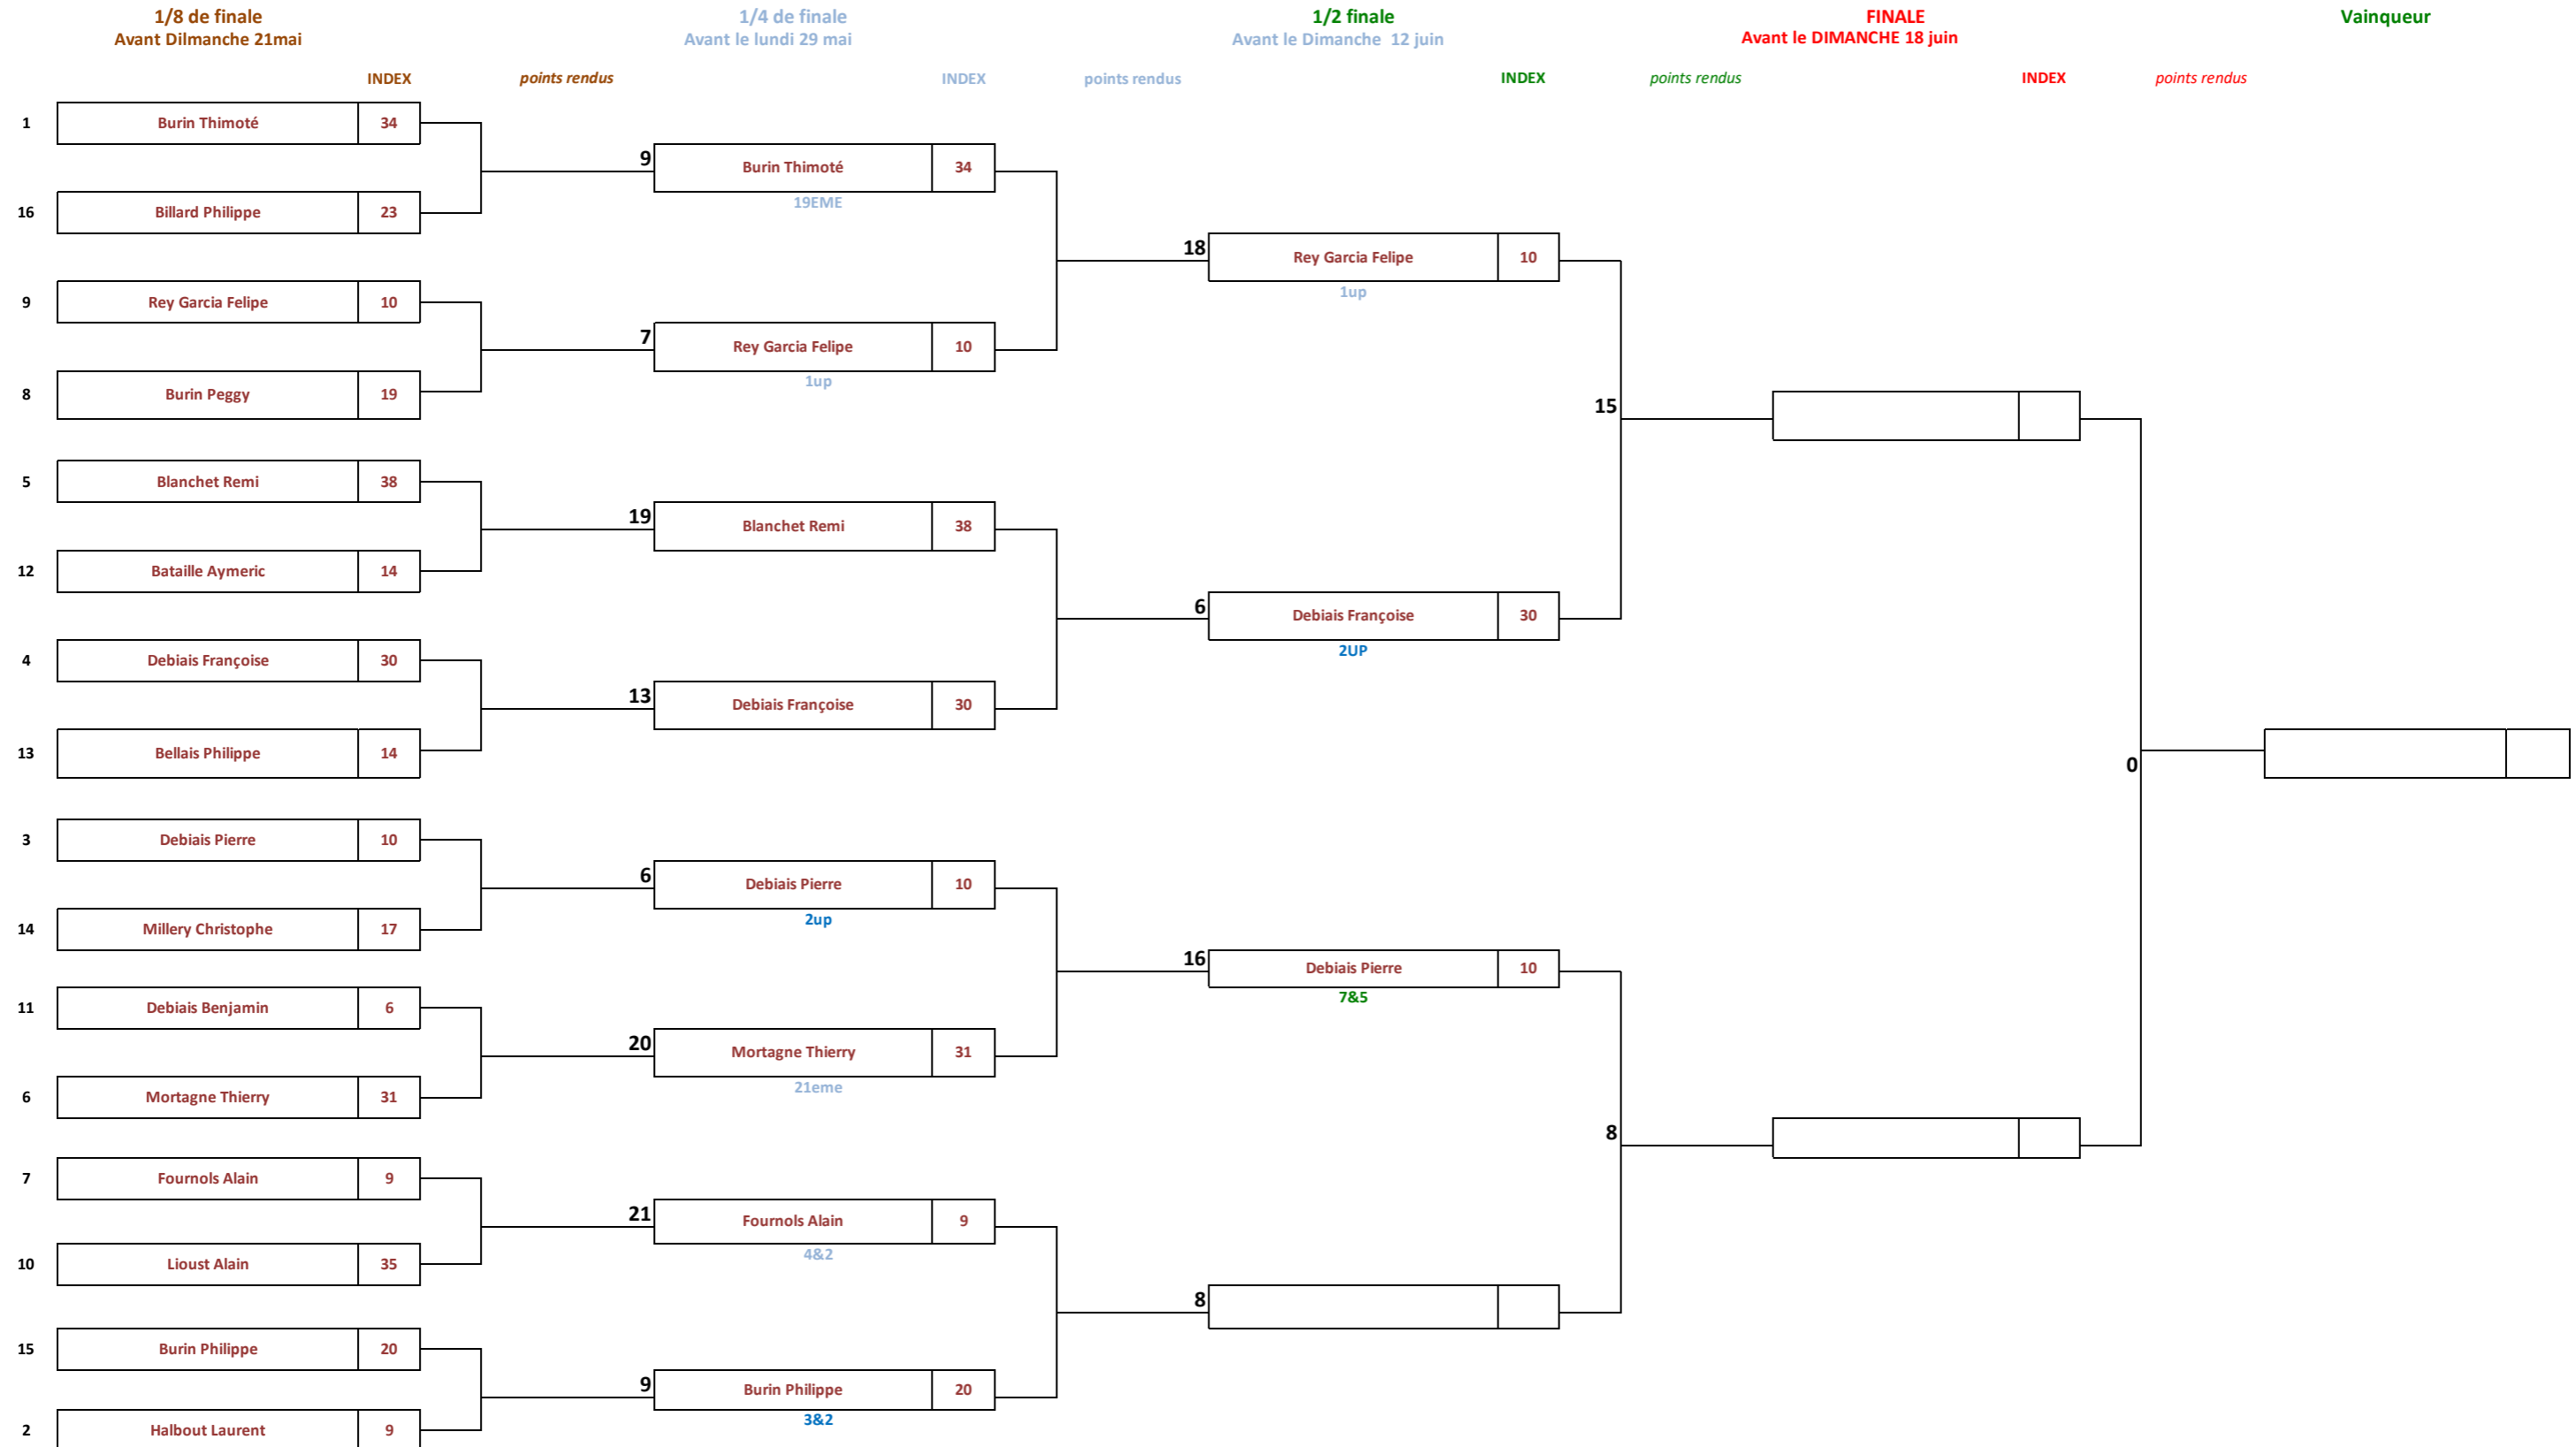 1/8 de finale
Avant Dilmanche 21mai
1/4 de finale
Avant le lundi 29 mai
1/2 finale
Avant le Dimanche  12 juin
FINALE
Avant le DIMANCHE 18 juin
Vainqueur
INDEX
points rendus
INDEX
points rendus
INDEX
points rendus
INDEX
points rendus
1 Burin Thimoté 34
9 Burin Thimoté 34
19EME
16 Billard Philippe 23
18 Rey Garcia Felipe 10
1up
9 Rey Garcia Felipe 10
7 Rey Garcia Felipe 10
1up
8 Burin Peggy 19
15
5 Blanchet Remi 38
19 Blanchet Remi 38
12 Bataille Aymeric 14
6 Debiais Françoise 30
2UP
4 Debiais Françoise 30
13 Debiais Françoise 30
13 Bellais Philippe 14
0
3 Debiais Pierre 10
6 Debiais Pierre 10
2up
14 Millery Christophe 17
16 Debiais Pierre 10
7&5
11 Debiais Benjamin 6
20 Mortagne Thierry 31
21eme
6 Mortagne Thierry 31
8
7 Fournols Alain 9
21 Fournols Alain 9
4&2
10 Lioust Alain 35
8
15 Burin Philippe 20
9 Burin Philippe 20
3&2
2 Halbout Laurent 9